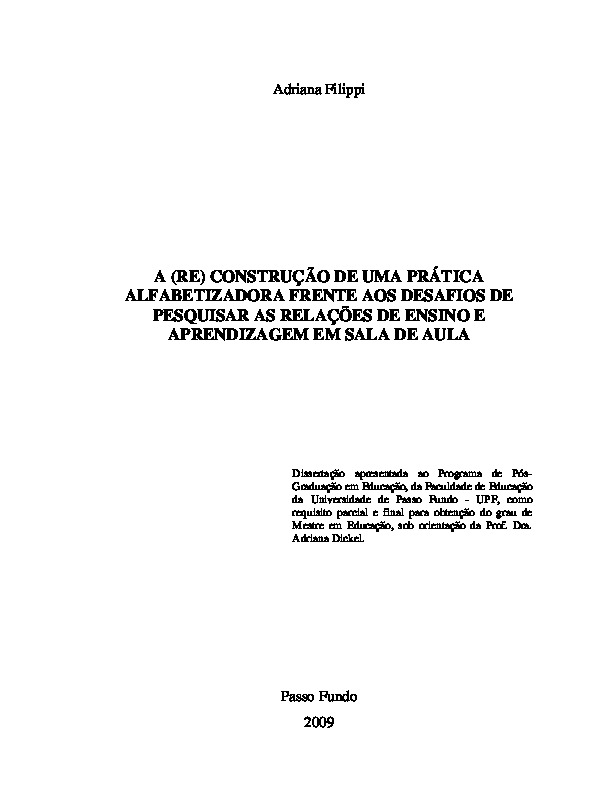 Adriana Filippi
A (RE) CONSTRUÇÃO DE UMA PRÁTICA
ALFABETIZADORA FRENTE AOS DESAFIOS DE
PESQUISAR AS RELAÇÕES DE ENSINO E
APRENDIZAGEM EM SALA DE AULA
Dissertação apresentada ao Programa de Pós-
Graduação em Educação, da Faculdade de Educação
da Universidade de Passo Fundo - UPF, como
requisito parcial e final para obtenção do grau de
Mestre em Educação, sob orientação da Prof. Dra.
Adriana Dickel.
Passo Fundo
2009